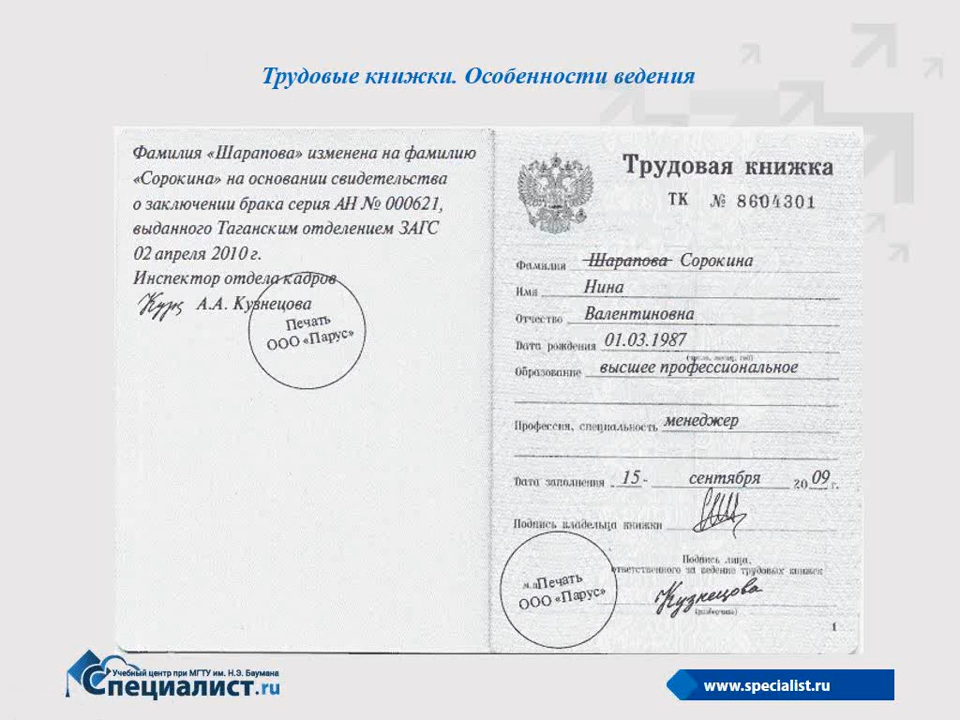 Трудовые книжки. Особенности ведения
Фамилия «Шарапова» изменена на фамилию
«Сорокина» на основании свидетельства
о заключении брака серия АН № 000621,
выданного Таганским отделением ЗАГС
02 апреля 2010 г.
Инспектор отдела кадров
А.А. Кузнецова
Печать
ООО «Парус»
Трудовая книжка
ТК № 8604301
Фамилия Шарапова Сорокина
Имя Нина
Отчество Валентиновна
Дата рождения 01.03.1987
(число, месяц, год)
Образование высшее профессиональное
Профессия, специальность менеджер
Дата заполнения 15 - сентября 2009 г.
Подпись владельца книжки
Подпись лица,
ответственного за ведение трудовых книжек
м.п. Печать
ООО «Парус»
Кузнецова
(разборчиво)
1
Учебный центр при МГТУ им. Н.Э. Баумана
Специалист.ru
www.specialist.ru